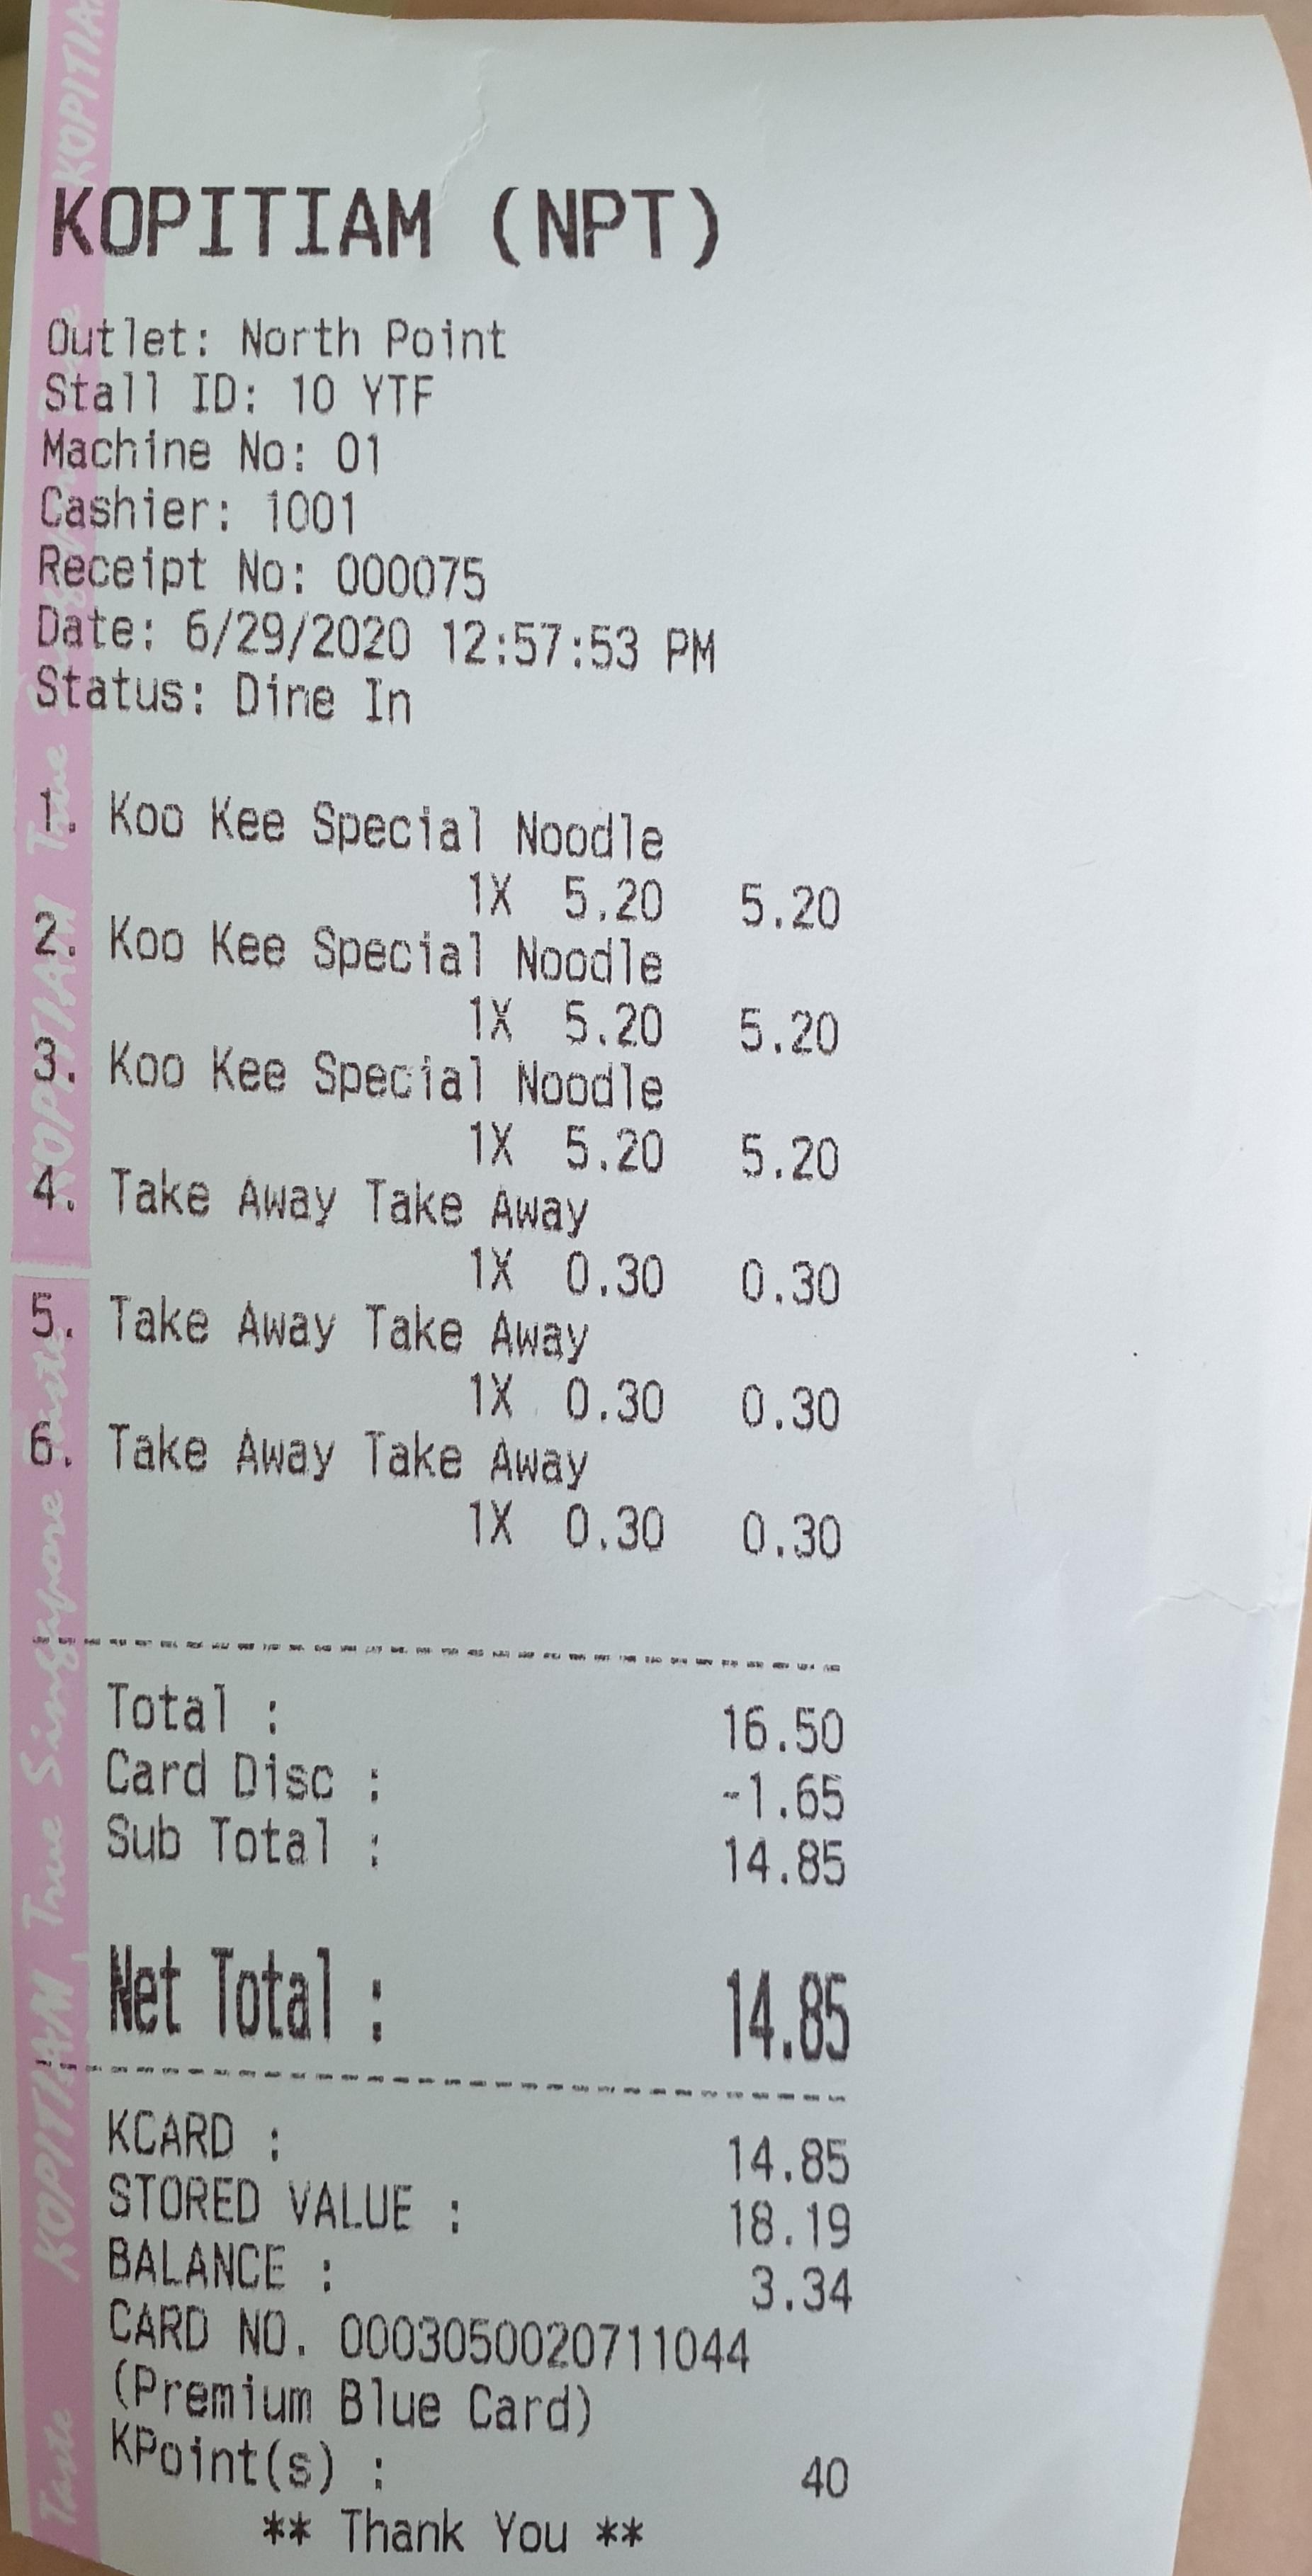 KOPITIAM (NPT)
Outlet: North Point
Stall ID: 10 YTF
Machine No: 01
Cashier: 1001
Receipt No: 000075
Date: 6/29/2020 12:57:53 PM
Status: Dine In
1. Koo Kee Special Noodle
1X 5.20 5.20
2. Koo Kee Special Noodle
1X 5.20 5.20
3. Koo Kee Special Noodle
1X 5.20 5.20
4. Take Away Take Away
1X 0.30 0.30
5. Take Away Take Away
1X 0.30 0.30
6. Take Away Take Away
1X 0.30 0.30
Total : 16.50
Card Disc : -1.65
Sub Total : 14.85
Net Total : 14.85
KCARD : 14.85
STORED VALUE : 18.19
BALANCE : 3.34
CARD NO. 0003050020711044
(Premium Blue Card)
KPoint(s) : 40
** Thank You **
Taste KOPITIAM True Singapore Taste KOPITIAM True Singapore Taste KOPITIAM